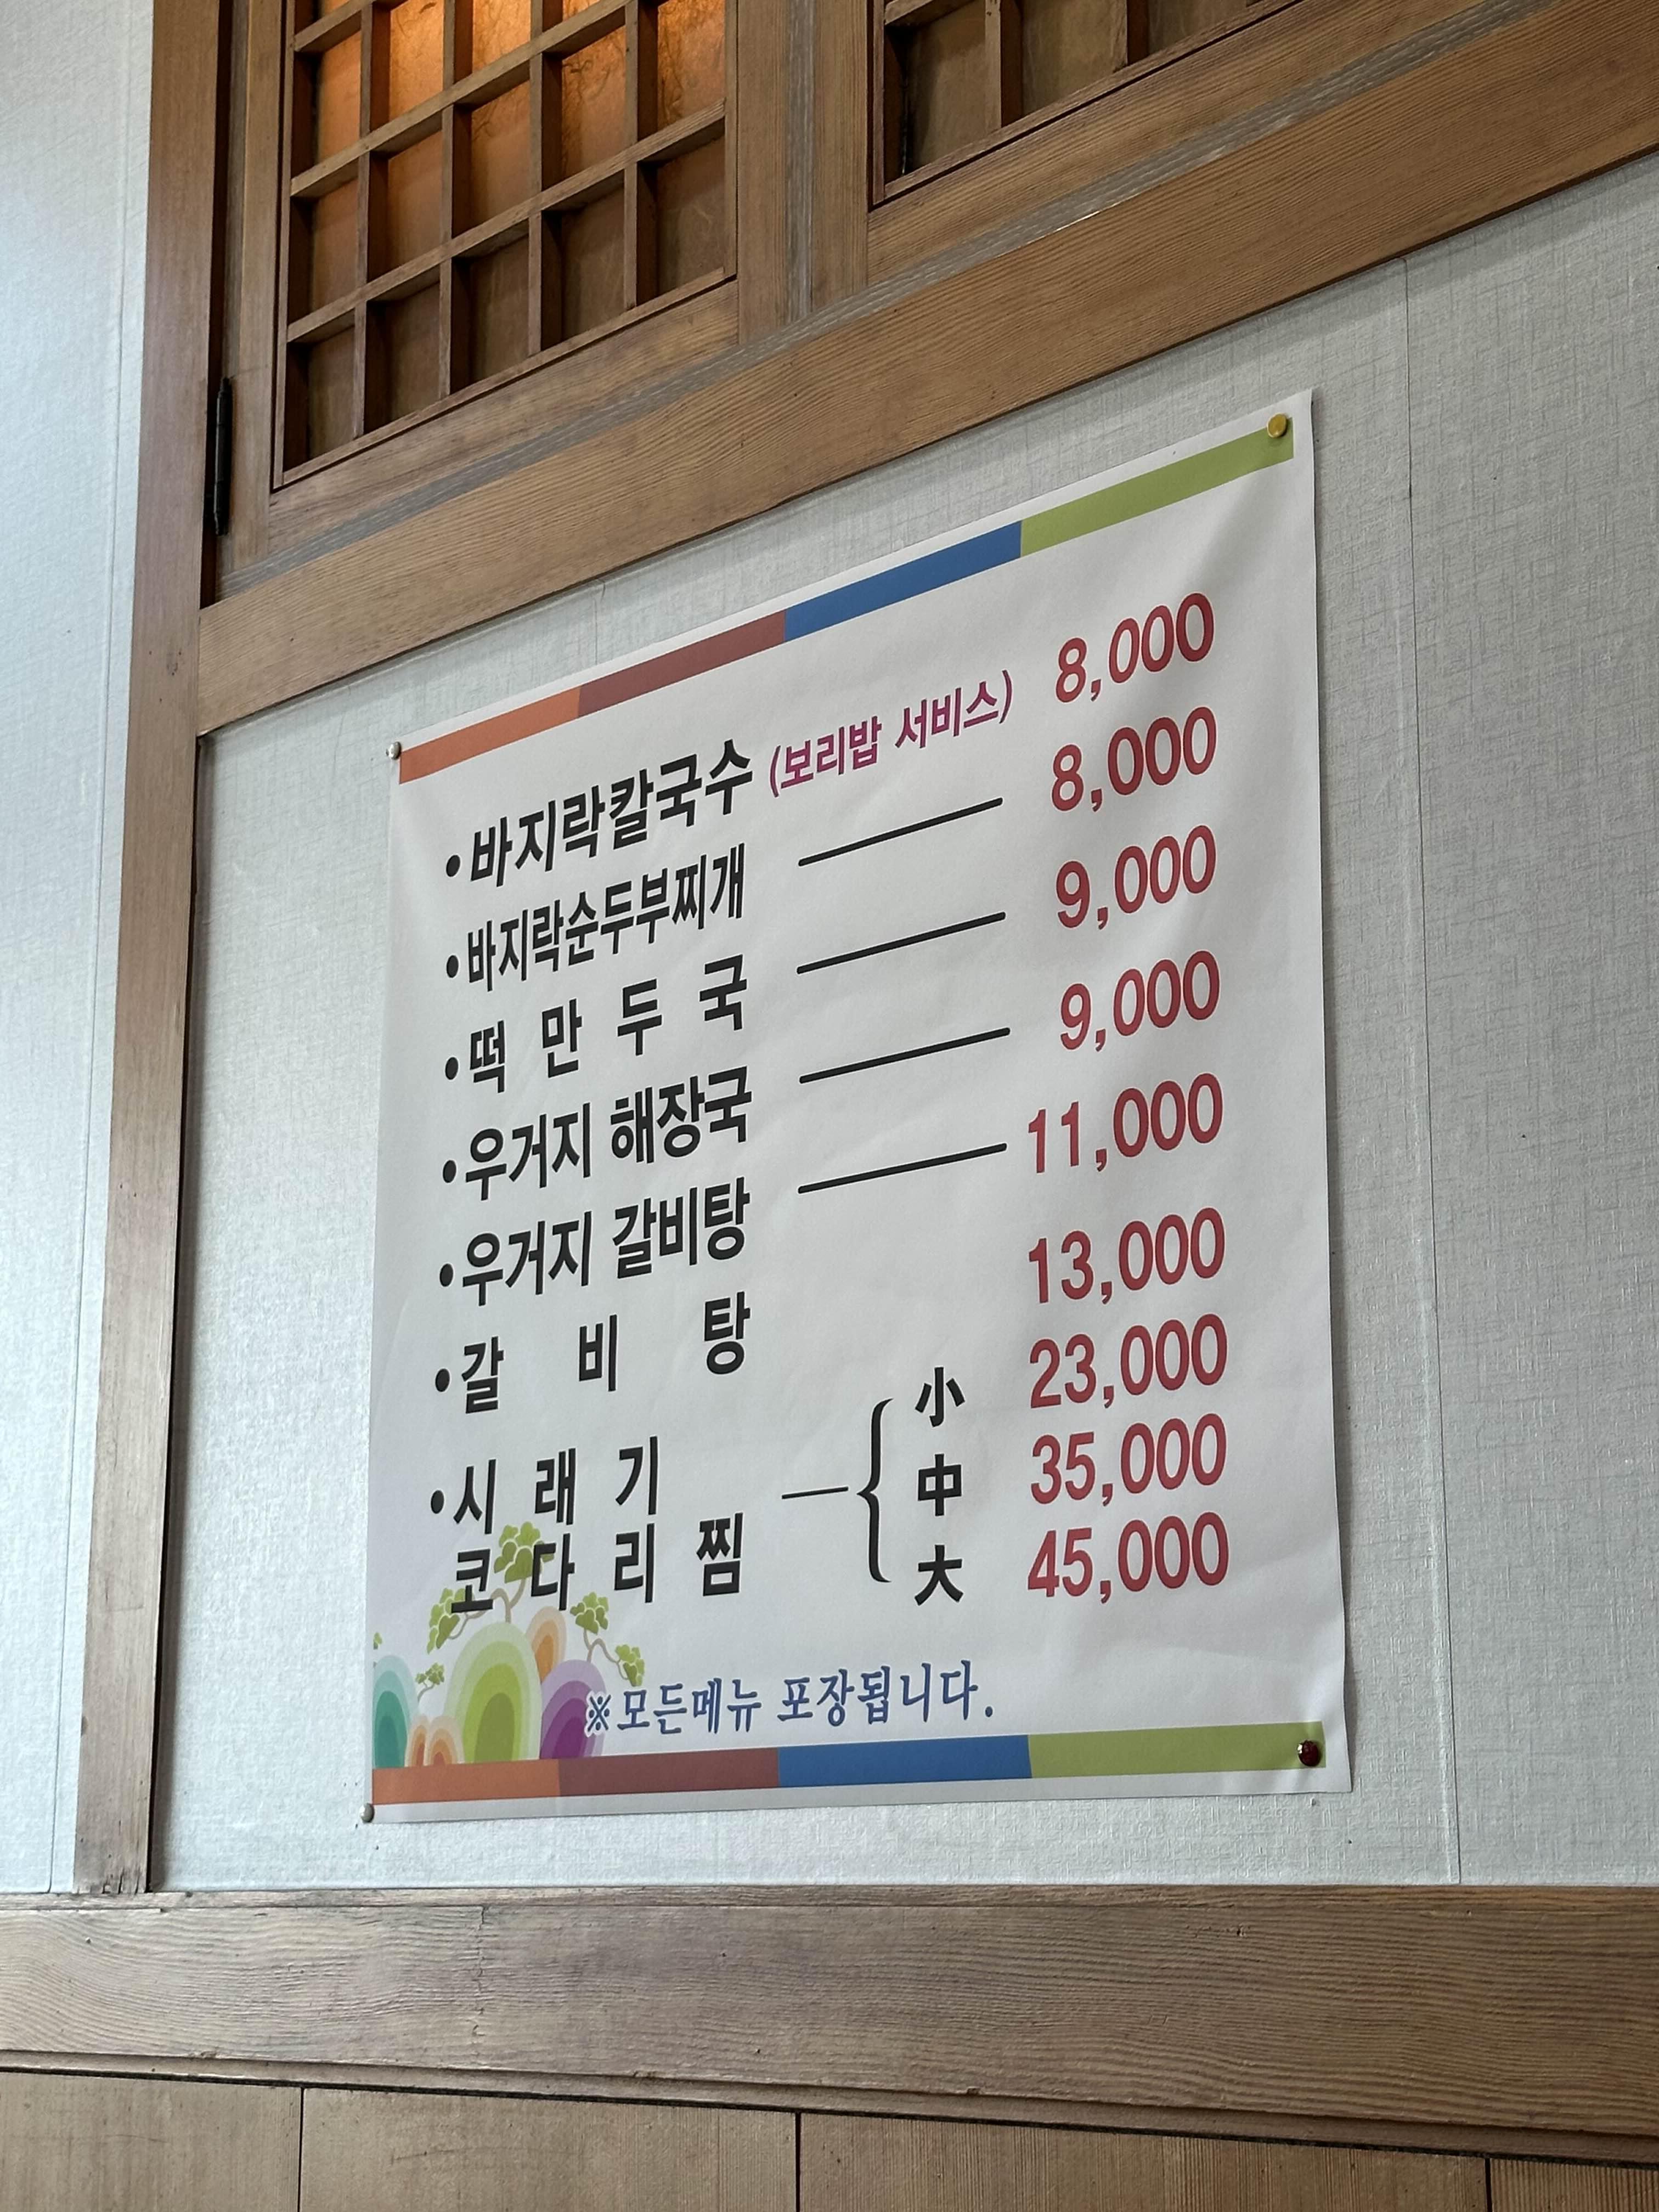 •바지락칼국수 (보리밥 서비스) 8,000
•바지락순두부찌개 8,000
•떡 만 두 국 9,000
•우거지 해장국 9,000
•우거지 갈비탕 11,000
•갈 비 탕 13,000
•시 래 기
코 다 리 찜
小 23,000
中 35,000
大 45,000
※모든메뉴 포장됩니다.